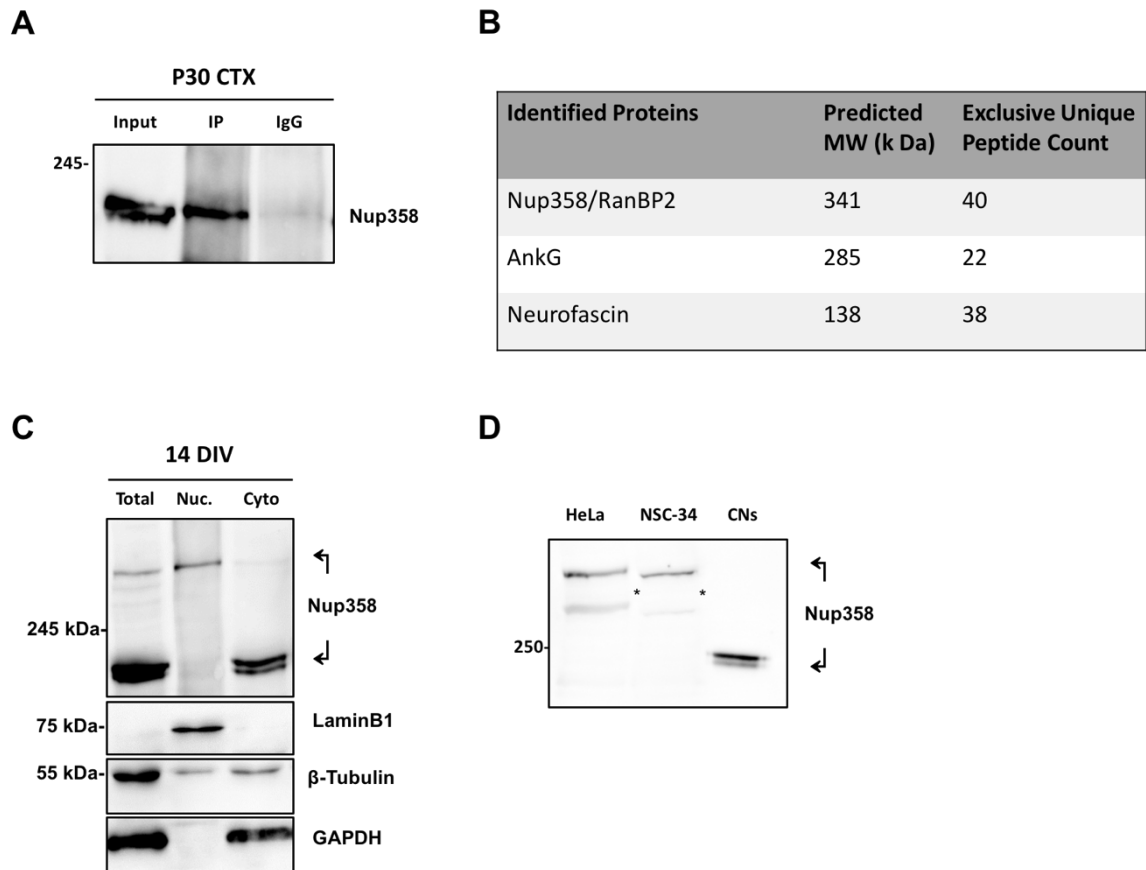 A
P30 CTX
Input IP IgG
245-
Nup358
B
Identified Proteins Predicted MW (k Da) Exclusive Unique Peptide Count
Nup358/RanBP2 341 40
AnkG 285 22
Neurofascin 138 38
C
14 DIV
Total Nuc. Cyto
Nup358
245 kDa-
75 kDa-
LaminB1
55 kDa-
β-Tubulin
GAPDH
D
HeLa NSC-34 CNs
* *
Nup358
250-